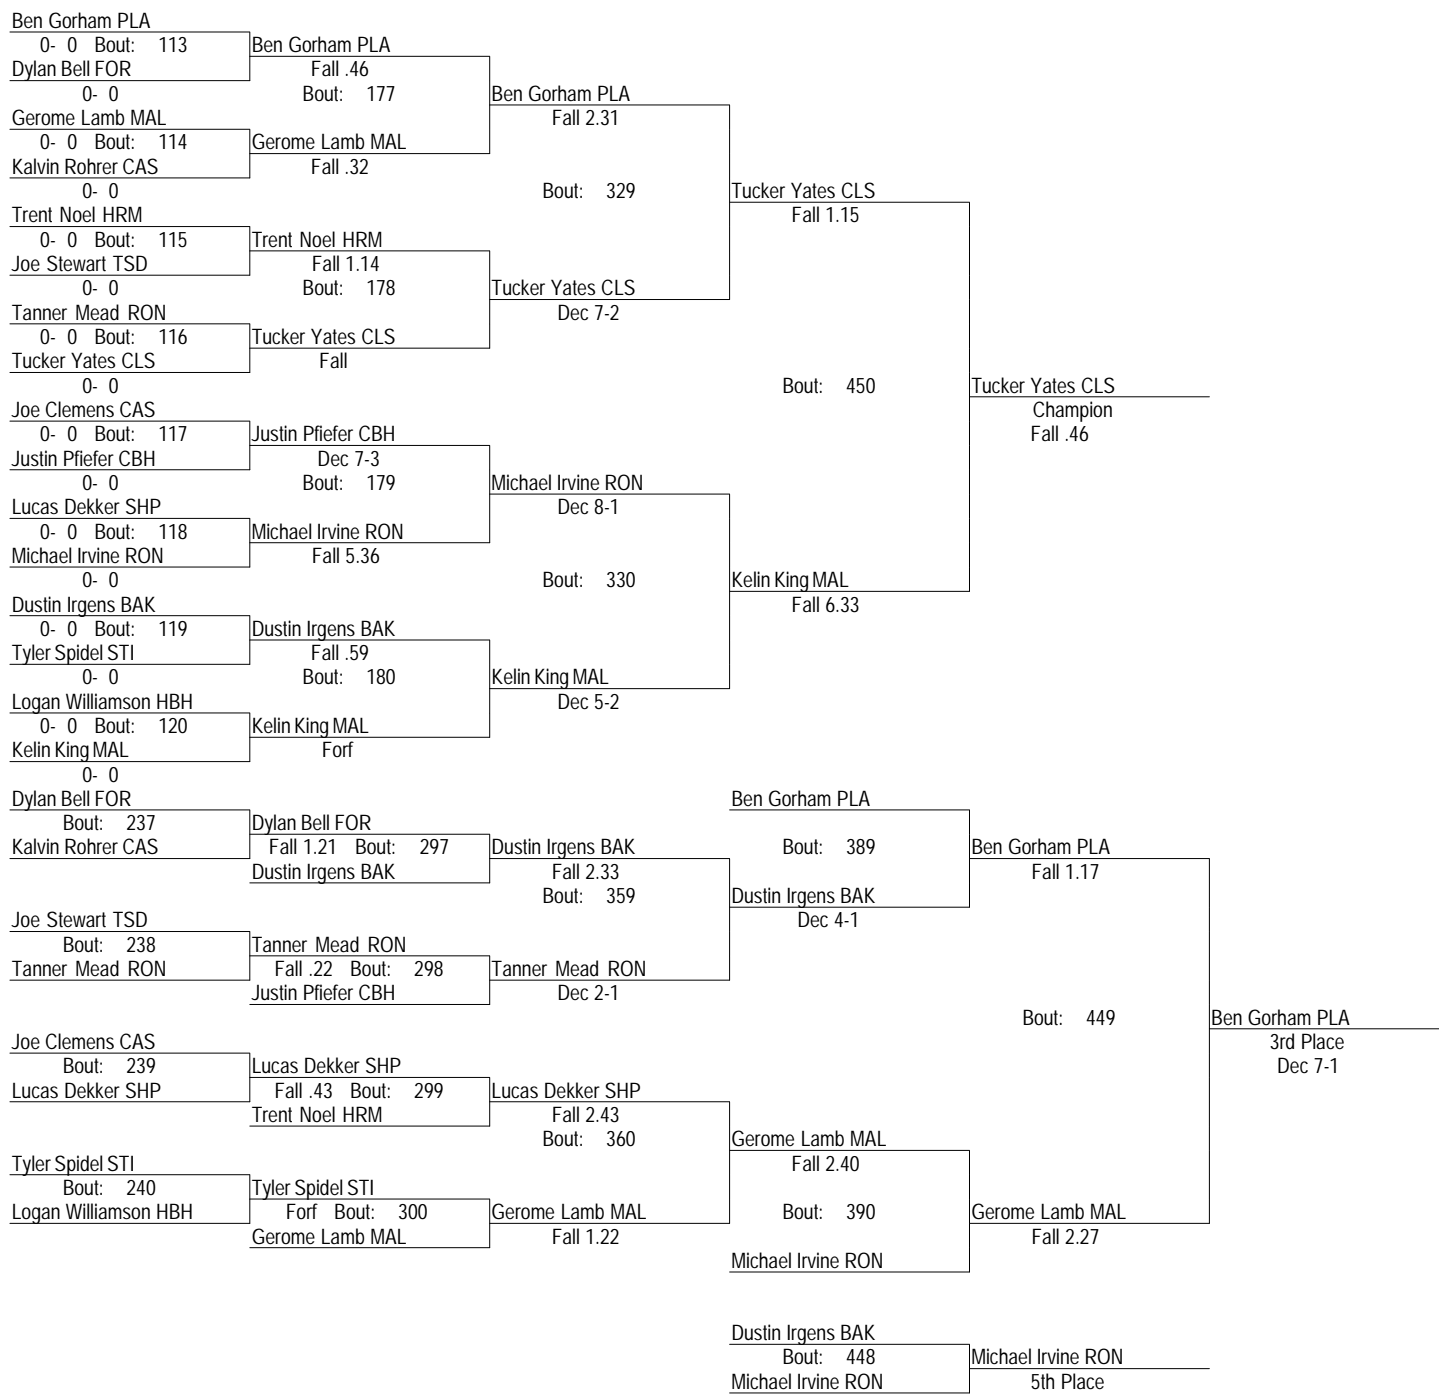 Ben Gorham PLA
0- 0 Bout: 113
Dylan Bell FOR
0- 0
Gerome Lamb MAL
0- 0 Bout: 114
Kalvin Rohrer CAS
0- 0
Trent Noel HRM
0- 0 Bout: 115
Joe Stewart TSD
0- 0
Tanner Mead RON
0- 0 Bout: 116
Tucker Yates CLS
0- 0
Joe Clemens CAS
0- 0 Bout: 117
Justin Pfiefer CBH
0- 0
Lucas Dekker SHP
0- 0 Bout: 118
Michael Irvine RON
0- 0
Dustin Irgens BAK
0- 0 Bout: 119
Tyler Spidel STI
0- 0
Logan Williamson HBH
0- 0 Bout: 120
Kelin King MAL
0- 0
Ben Gorham PLA
Fall .46
Bout: 177
Gerome Lamb MAL
Fall .32
Trent Noel HRM
Fall 1.14
Bout: 178
Tucker Yates CLS
Fall
Justin Pfiefer CBH
Dec 7-3
Bout: 179
Michael Irvine RON
Fall 5.36
Dustin Irgens BAK
Fall .59
Bout: 180
Kelin King MAL
Forf
Ben Gorham PLA
Fall 2.31
Bout: 329
Tucker Yates CLS
Dec 7-2
Michael Irvine RON
Dec 8-1
Bout: 330
Kelin King MAL
Dec 5-2
Tucker Yates CLS
Fall 1.15
Bout: 450
Kelin King MAL
Fall 6.33
Tucker Yates CLS
Champion
Fall .46
Dylan Bell FOR
Bout: 237
Kalvin Rohrer CAS
Joe Stewart TSD
Bout: 238
Tanner Mead RON
Joe Clemens CAS
Bout: 239
Lucas Dekker SHP
Tyler Spidel STI
Bout: 240
Logan Williamson HBH
Dylan Bell FOR
Fall 1.21 Bout: 297
Dustin Irgens BAK
Tanner Mead RON
Fall .22 Bout: 298
Justin Pfiefer CBH
Lucas Dekker SHP
Fall .43 Bout: 299
Trent Noel HRM
Tyler Spidel STI
Forf Bout: 300
Gerome Lamb MAL
Dustin Irgens BAK
Fall 2.33
Bout: 359
Tanner Mead RON
Dec 2-1
Lucas Dekker SHP
Fall 2.43
Bout: 360
Gerome Lamb MAL
Fall 1.22
Ben Gorham PLA
Bout: 389
Dustin Irgens BAK
Dec 4-1
Gerome Lamb MAL
Fall 2.40
Bout: 390
Michael Irvine RON
Ben Gorham PLA
Fall 1.17
Bout: 449
Gerome Lamb MAL
Fall 2.27
Ben Gorham PLA
3rd Place
Dec 7-1
Dustin Irgens BAK
Bout: 448
Michael Irvine RON
Michael Irvine RON
5th Place